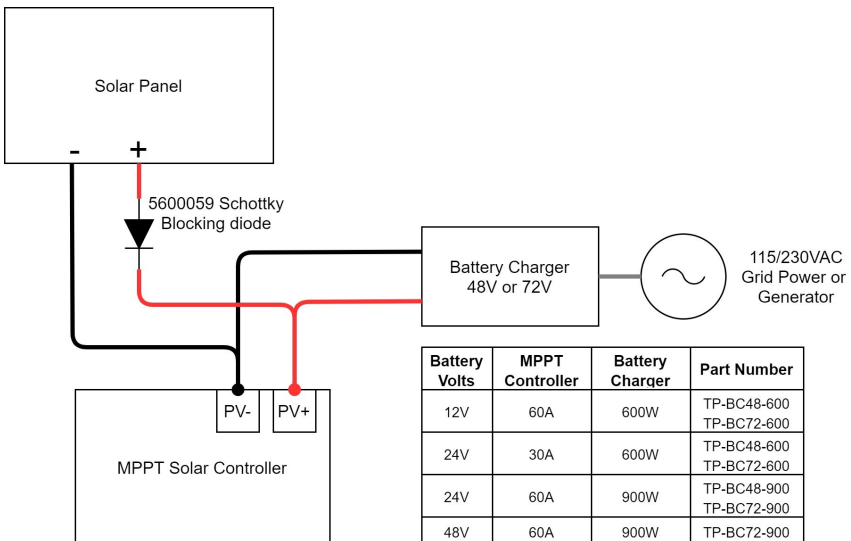 Solar Panel
- +
5600059 Schottky
Blocking diode
Battery Charger
48V or 72V
115/230VAC
Grid Power or
Generator
PV- PV+
MPPT Solar Controller
Battery Volts MPPT Controller Battery Charger Part Number
12V 60A 600W TP-BC48-600
TP-BC72-600
24V 30A 600W TP-BC48-600
TP-BC72-600
24V 60A 900W TP-BC48-900
TP-BC72-900
48V 60A 900W TP-BC72-900